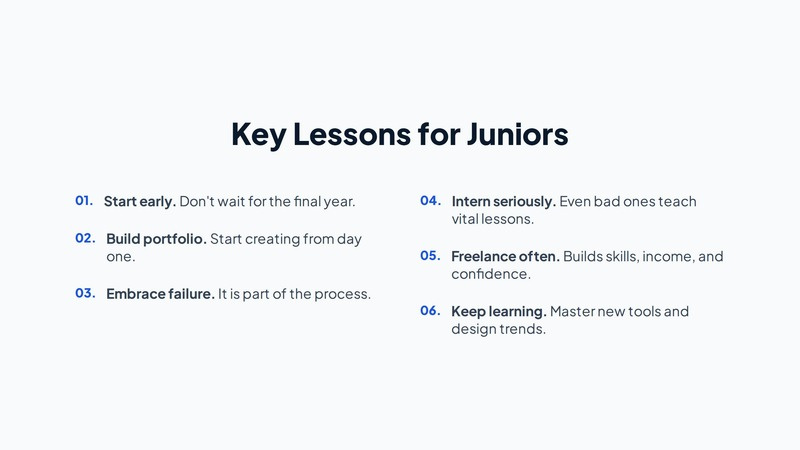 Key Lessons for Juniors
01. Start early. Don't wait for the final year.
02. Build portfolio. Start creating from day
one.
03. Embrace failure. It is part of the process.
04. Intern seriously. Even bad ones teach
vital lessons.
05. Freelance often. Builds skills, income, and
confidence.
06. Keep learning. Master new tools and
design trends.